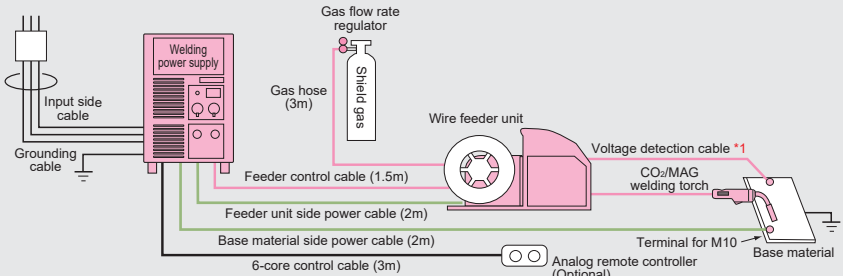 Gas flow rate
regulator
Welding
power supply
Shield gas
Gas hose
(3m)
Input side
cable
Wire feeder unit
Grounding
cable
Voltage detection cable *1
CO₂/MAG
welding torch
Feeder control cable (1.5m)
Feeder unit side power cable (2m)
Base material side power cable (2m)
Terminal for M10
Base material
6-core control cable (3m)
Analog remote controller
(Optional)